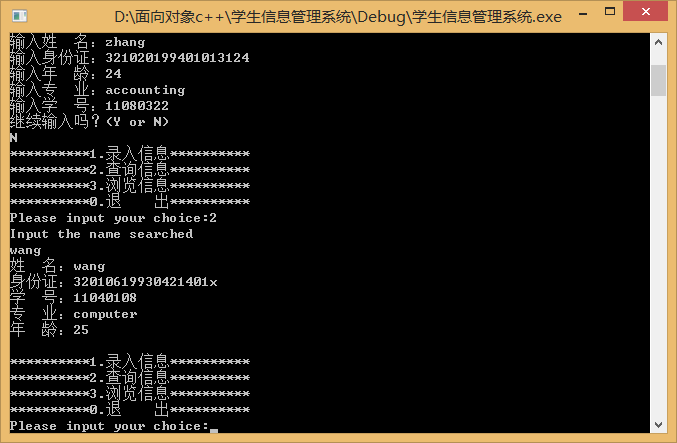 D:\面向对象c++\学生信息管理系统\Debug\学生信息管理系统.exe
输入姓  名：zhang
输入身份证：321020199401013124
输入年  龄：24
输入专  业：accounting
输入学  号：11080322
继续输入吗？(Y or N)
N
**********1.录入信息**********
**********2.查询信息**********
**********3.浏览信息**********
**********0.退    出**********
Please input your choice:2
Input the name searched
wang
姓  名：wang
身份证：32010619930421401x
学  号：11040108
专  业：computer
年  龄：25
**********1.录入信息**********
**********2.查询信息**********
**********3.浏览信息**********
**********0.退    出**********
Please input your choice: